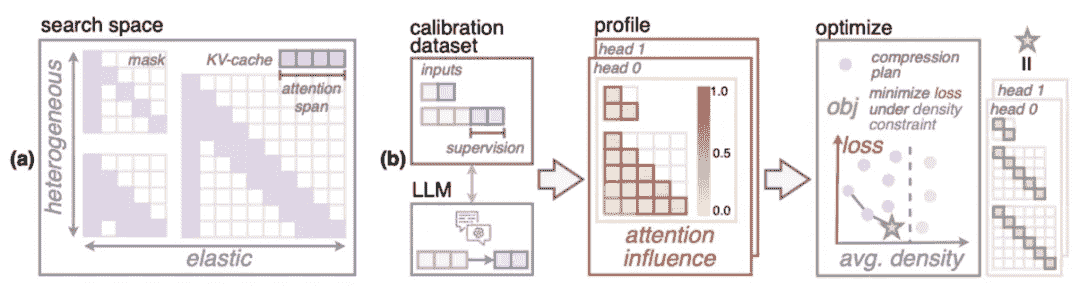 (a)
search space
heterogeneous
mask
KV-cache
attention
span
elastic
(b)
calibration
dataset
inputs
supervision
LLM
profile
head 1
head 0
1.0
0.5
0.0
attention
influence
optimize
compression
plan
obj
minimize loss
under density
constraint
loss
avg. density
head 1
head 0